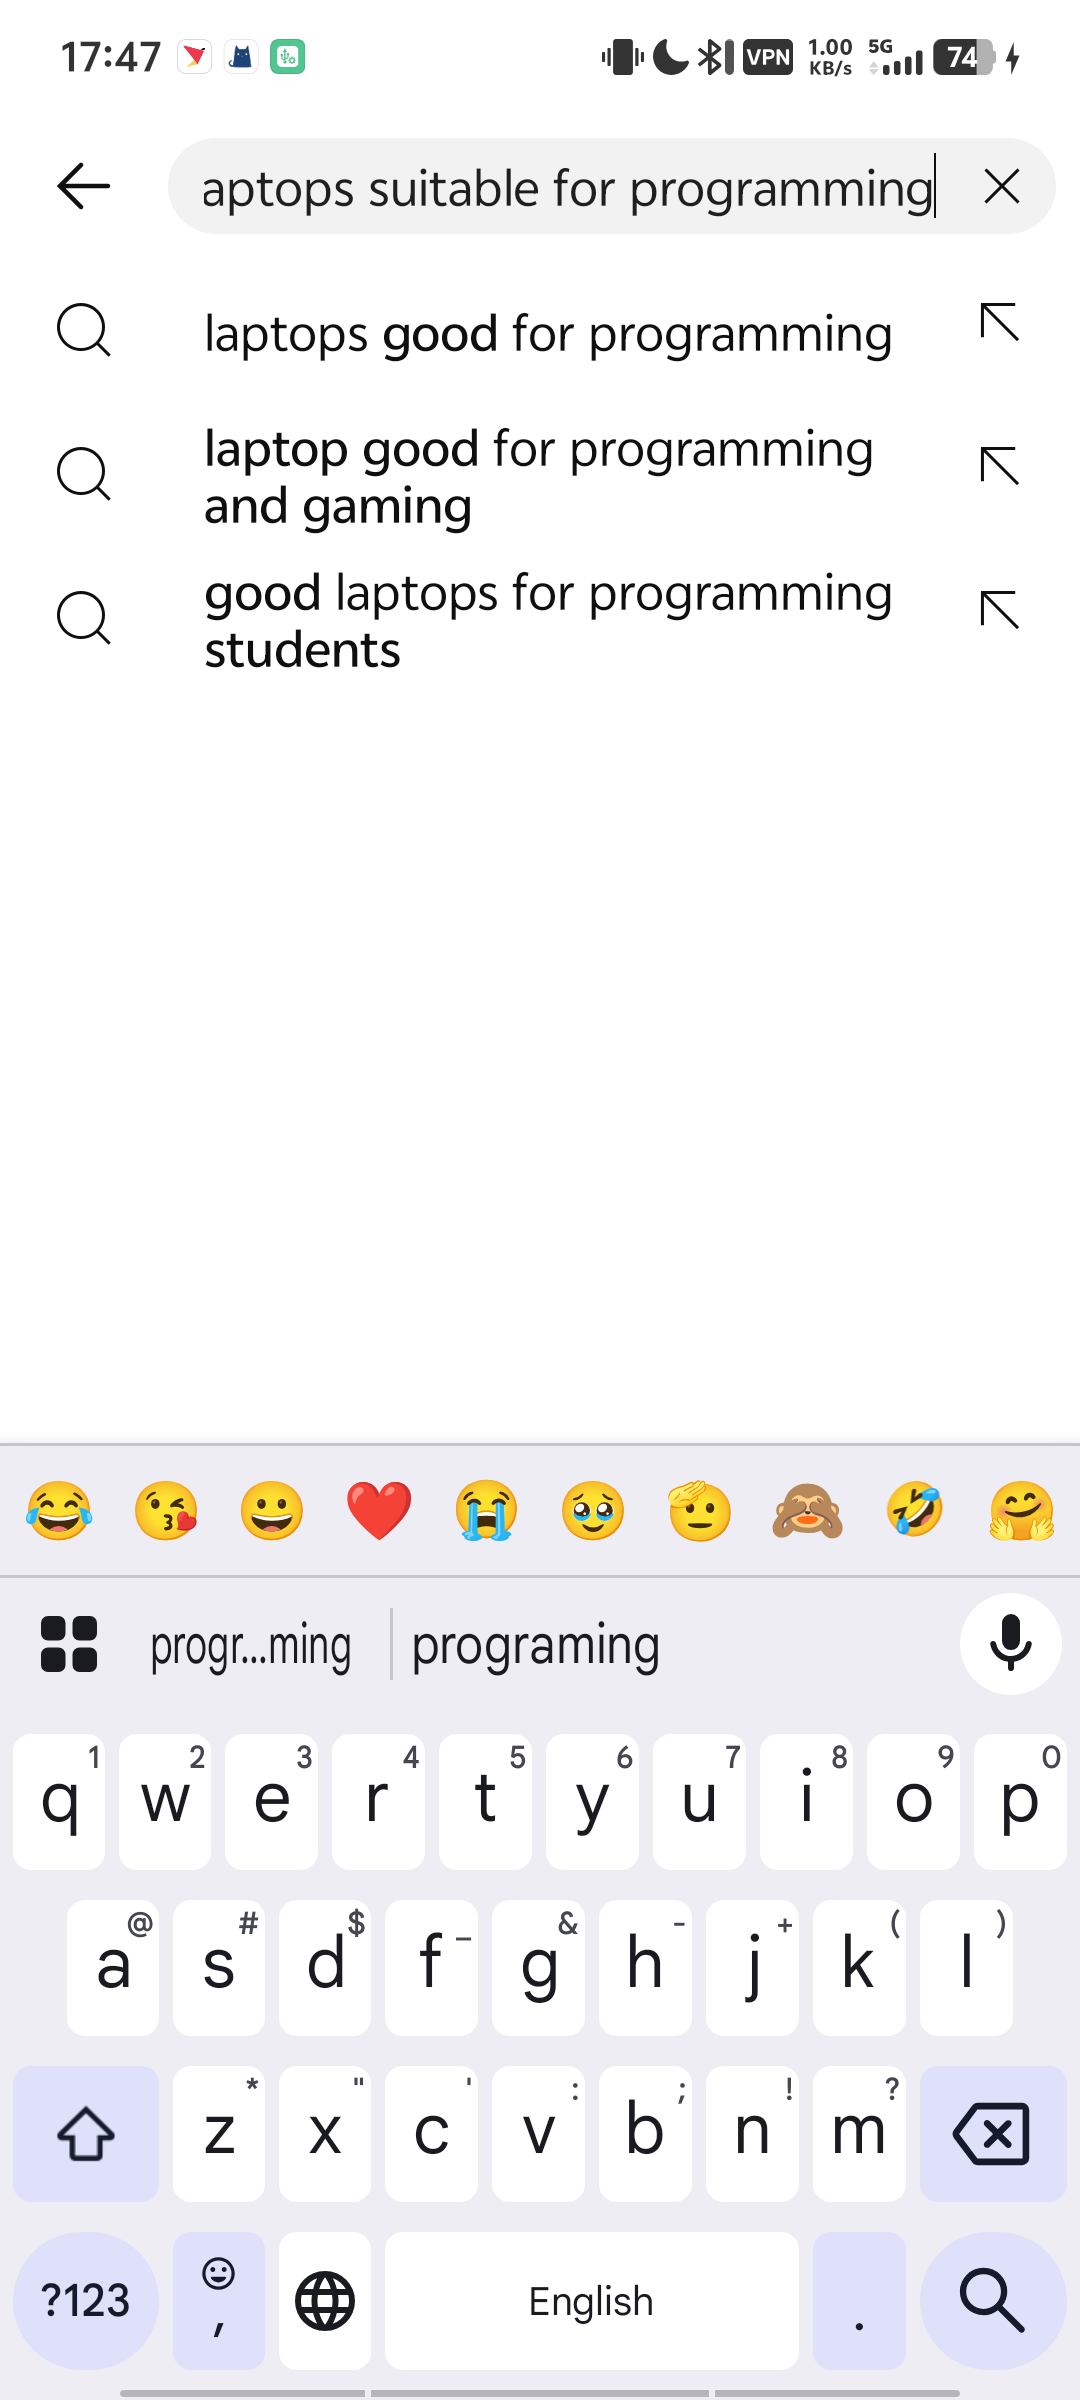 17:47
VPN 1.00 KB/s 5G 74
aptops suitable for programming
laptops good for programming
laptop good for programming
and gaming
good laptops for programming
students
progr...ming programing
1 2 3 4 5 6 7 8 9 0
q w e r t y u i o p
@ # $ _ & - + ( )
a s d f g h j k l
* " ' : ; ! ?
z x c v b n m
?123 , English .